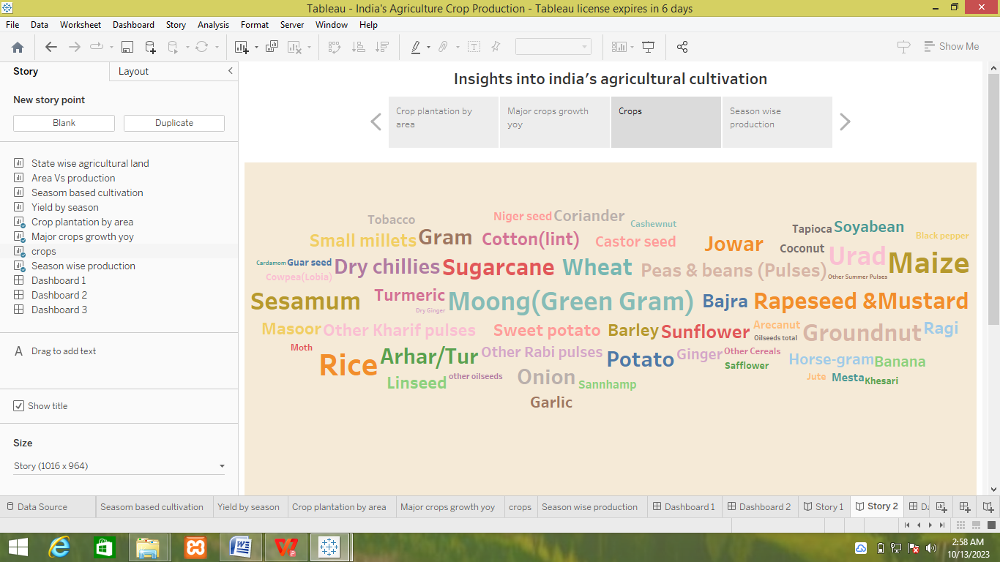 Tableau - India's Agriculture Crop Production - Tableau license expires in 6 days
File Data Worksheet Dashboard Story Analysis Format Server Window Help
Show Me
Story Layout
New story point
Blank Duplicate
State wise agricultural land
Area Vs production
Seasom based cultivation
Yield by season
Crop plantation by area
Major crops growth yoy
crops
Season wise production
Dashboard 1
Dashboard 2
Dashboard 3
A Drag to add text
Show title
Size
Story (1016 x 964)
Insights into india's agricultural cultivation
Crop plantation by
area
Major crops growth
yoy
Crops
Season wise
production
Tobacco Niger seed Coriander Cashewnut
Small millets Gram Cotton(lint) Castor seed Jowar Tapioca Soyabean Black pepper
Coconut
Cardamom Guar seed Dry chillies Sugarcane Wheat Peas & beans (Pulses) Urad Maize
Cowpea(Lobia) Other Summer Pulses
Sesamum Turmeric Moong(Green Gram) Bajra Rapeseed &Mustard
Dry Ginger
Masoor Other Kharif pulses Sweet potato Barley Sunflower Arecanut Groundnut Ragi
Oilseeds total
Moth Rice Arhar/Tur Other Rabi pulses Potato Ginger Other Cereals Horse-gram Banana
Safflower
Linseed other oilseeds Onion Sannhamp Jute Mesta Khesari
Garlic
Data Source Seasom based cultivation Yield by season Crop plantation by area Major crops growth yoy crops Season wise production Dashboard 1 Dashboard 2 Story 1 Story 2 Da
2:58 AM
10/13/2023